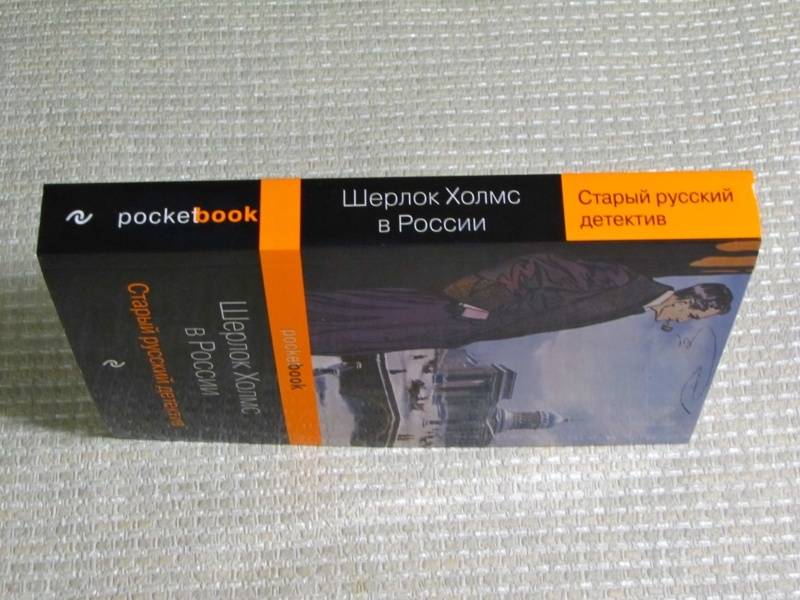 pocketbook
Шерлок Холмс
в России
Старый русский
детектив
pocketbook
Шерлок Холмс
в России
Старый русский детектив